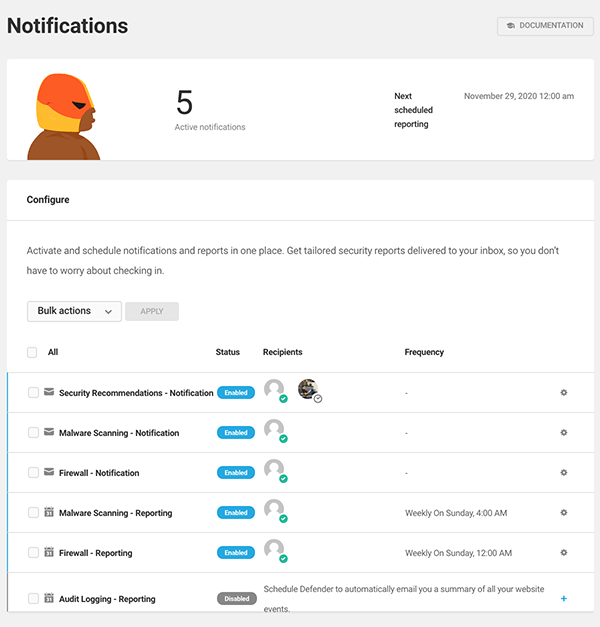 Notifications
DOCUMENTATION
5
Active notifications
Next
scheduled
reporting
November 29, 2020 12:00 am
Configure
Activate and schedule notifications and reports in one place. Get tailored security reports delivered to your inbox, so you don't
have to worry about checking in.
Bulk actions
APPLY
All Status Recipients Frequency
Security Recommendations - Notification Enabled -
Malware Scanning - Notification Enabled -
Firewall - Notification Enabled -
31 Malware Scanning - Reporting Enabled Weekly On Sunday, 4:00 AM
31 Firewall - Reporting Enabled Weekly On Sunday, 12:00 AM
31 Audit Logging - Reporting Disabled Schedule Defender to automatically email you a summary of all your website
events.